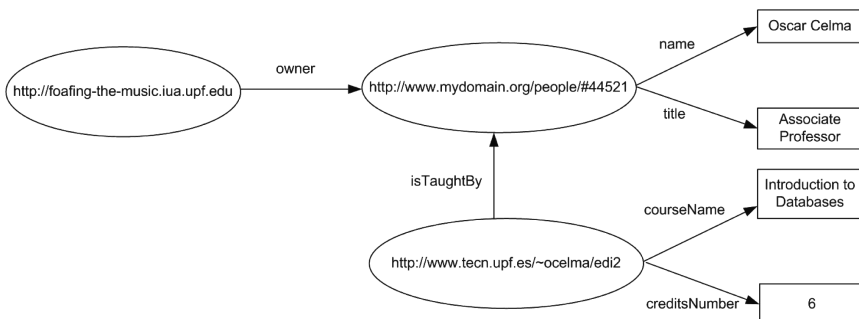 Oscar Celma
name
owner
http://foafing-the-music.iua.upf.edu
http://www.mydomain.org/people/#44521
title
Associate
Professor
isTaughtBy
Introduction to
Databases
courseName
http://www.tecn.upf.es/~ocelma/edi2
creditsNumber
6